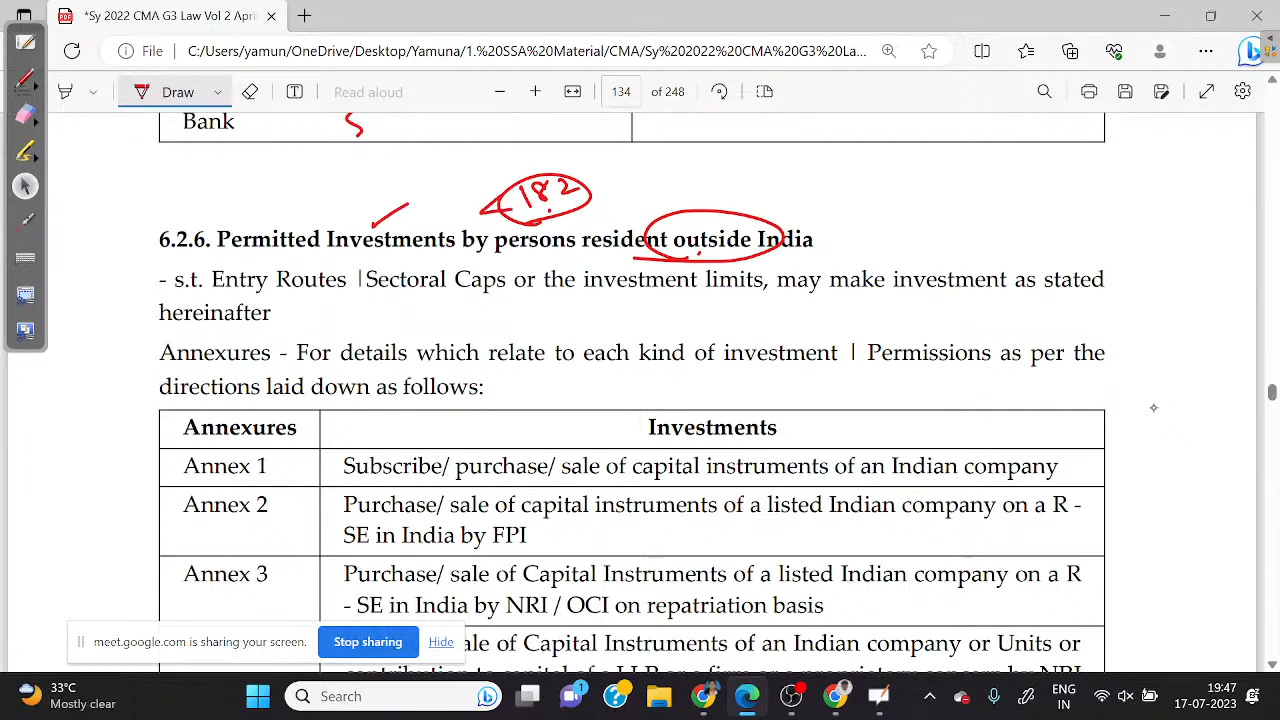 *Sy 2022 CMA G3 Law Vol 2 April
File
C:/Users/yamun/OneDrive/Desktop/Yamuna/1.%20SSA%20Material/CMA/Sy%202022%20CMA%20G3%20La...
Draw
Read aloud
134
of 248
Bank
182
6.2.6. Permitted Investments by persons resident outside India
- s.t. Entry Routes |Sectoral Caps or the investment limits, may make investment as stated
hereinafter
Annexures - For details which relate to each kind of investment | Permissions as per the
directions laid down as follows:
Annexures Investments
Annex 1 Subscribe/ purchase/ sale of capital instruments of an Indian company
Annex 2 Purchase/ sale of capital instruments of a listed Indian company on a R -
SE in India by FPI
Annex 3 Purchase/ sale of Capital Instruments of a listed Indian company on a R
- SE in India by NRI / OCI on repatriation basis
meet.google.com is sharing your screen. Stop sharing Hide
ale of Capital Instruments of an Indian company or Units or
33°C
Mostly clear
Search
1
ENG
IN
19:47
17-07-2023